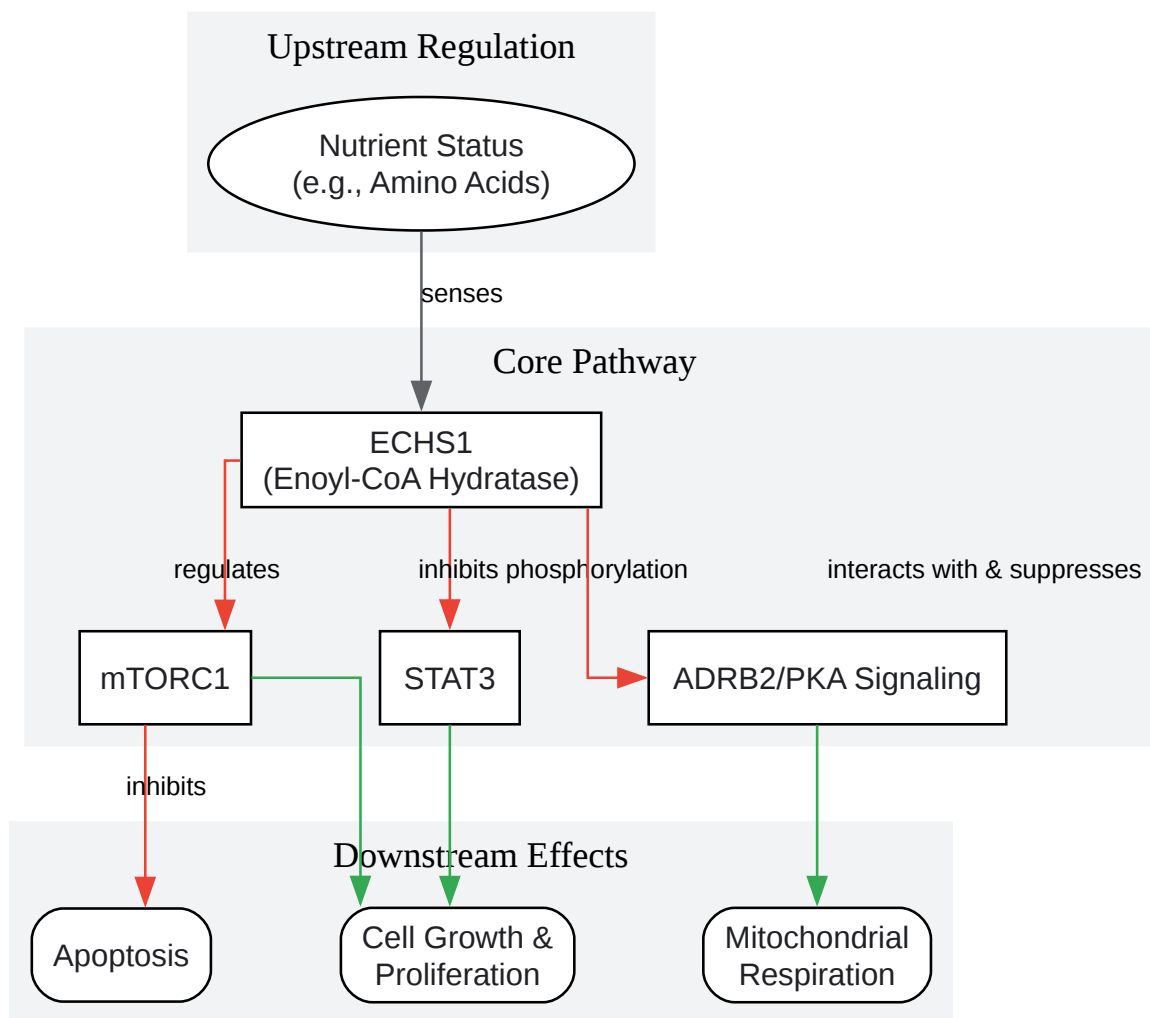 Upstream Regulation
Nutrient Status
(e.g., Amino Acids)
senses
Core Pathway
ECHS1
(Enoyl-CoA Hydratase)
regulates
inhibits phosphorylation
interacts with & suppresses
mTORC1
STAT3
ADRB2/PKA Signaling
inhibits
Downstream Effects
Apoptosis
Cell Growth &
Proliferation
Mitochondrial
Respiration